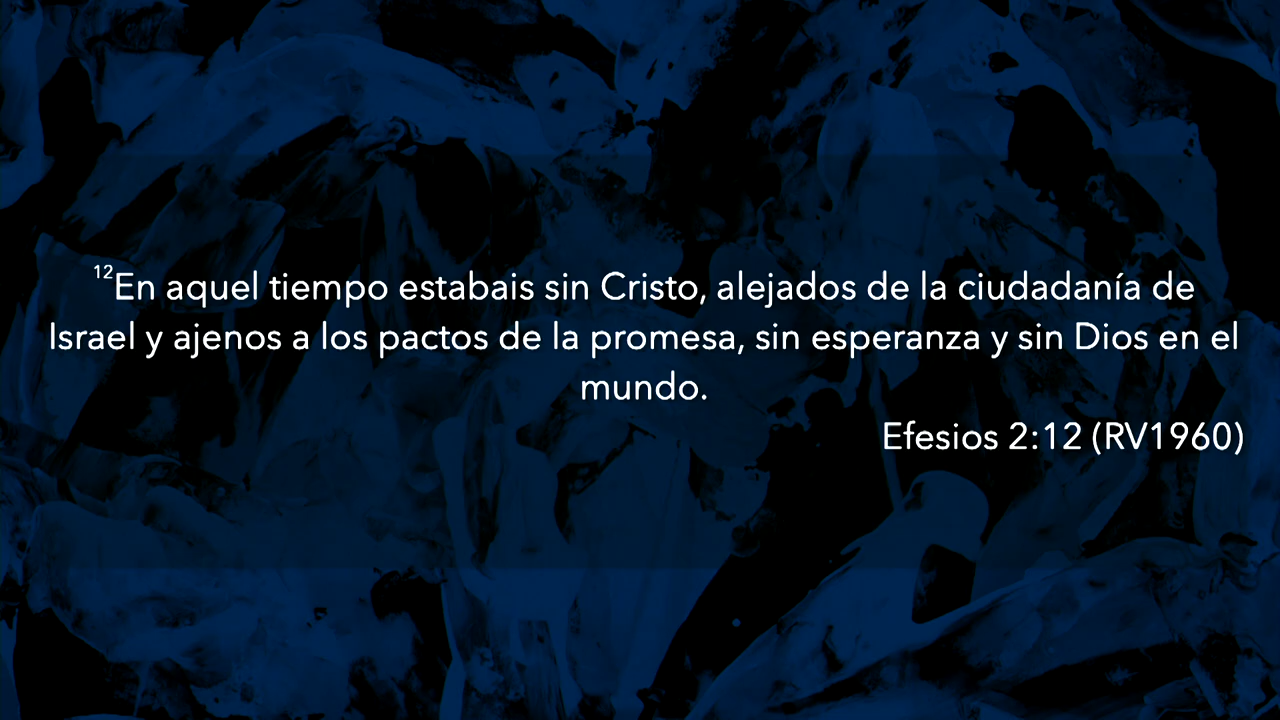 12En aquel tiempo estabais sin Cristo, alejados de la ciudadanía de
Israel y ajenos a los pactos de la promesa, sin esperanza y sin Dios en el
mundo.
Efesios 2:12 (RV1960)